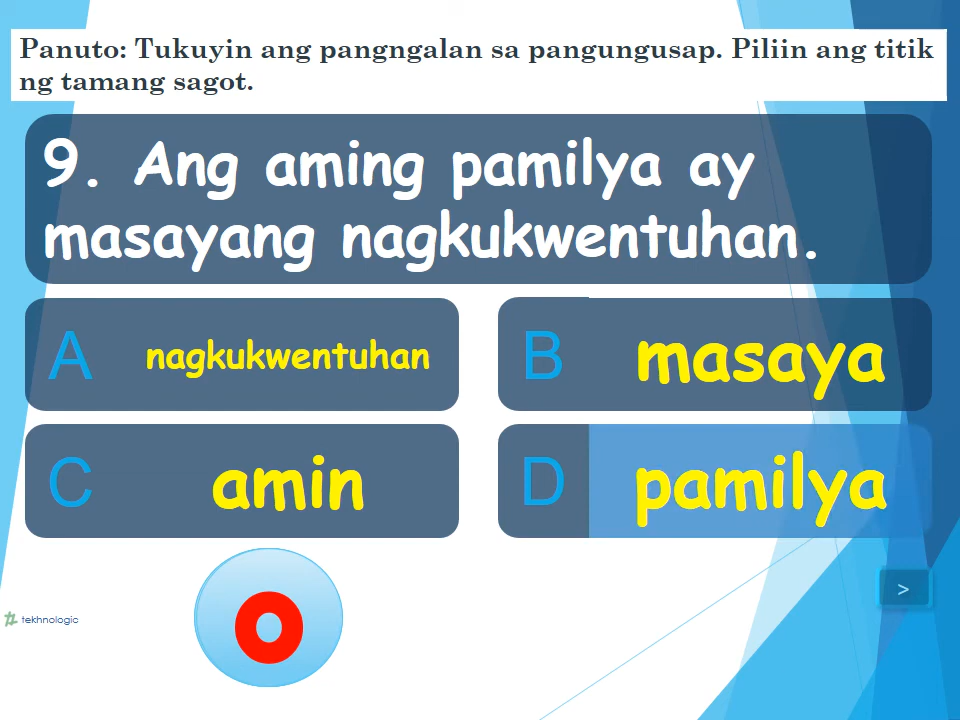 Panuto: Tukuyin ang pangngalan sa pangungusap. Piliin ang titik
ng tamang sagot.
9. Ang aming pamilya ay
masayang nagkukwentuhan.
A nagkukwentuhan
B masaya
C amin
D pamilya
>
tekhnologic
O